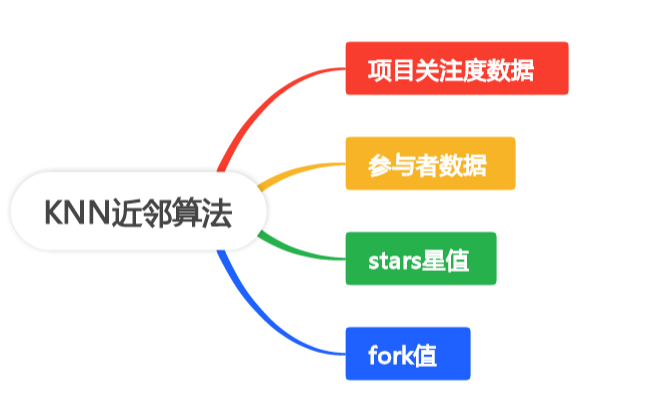 KNN近邻算法
项目关注度数据
参与者数据
stars星值
fork值